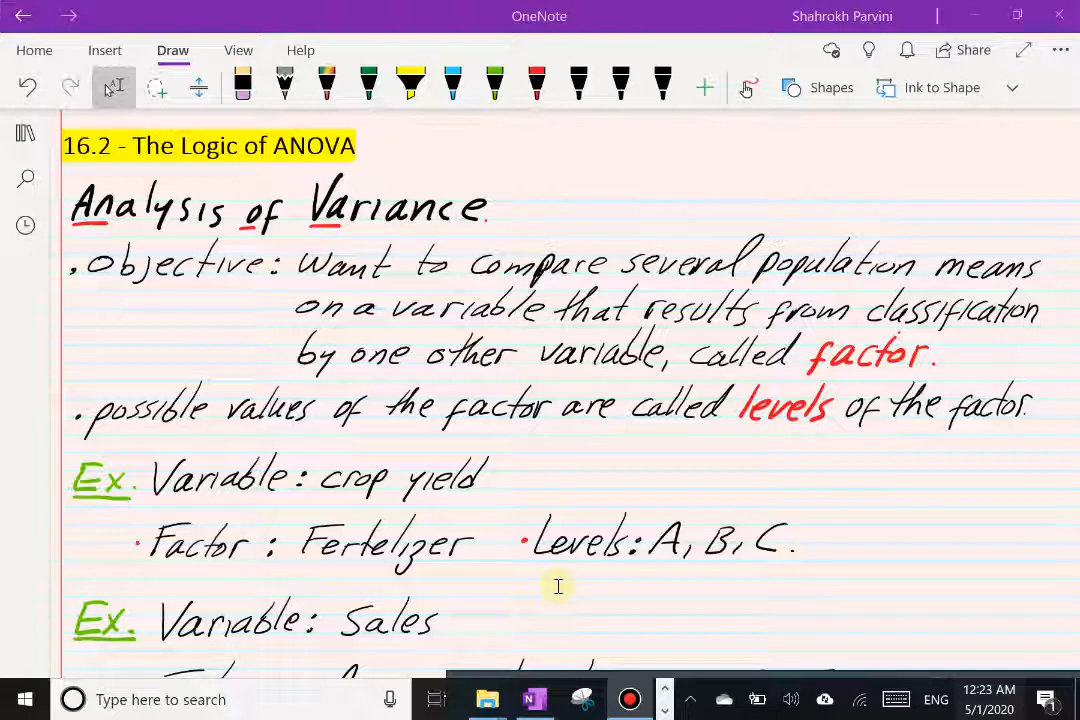 OneNote
Shahrokh Parvini
Home Insert Draw View Help
Share
Shapes
Ink to Shape
16.2 - The Logic of ANOVA
Analysis of Variance.
. Objective: Want to compare several population means
on a variable that results from classification
by one other variable, called factor.
. possible values of the factor are called levels of the factor.
Ex. Variable: crop yield
• Factor: Fertelizer • Levels: A, B, C.
Ex. Variable: Sales
Type here to search
ENG
12:23 AM
5/1/2020
1